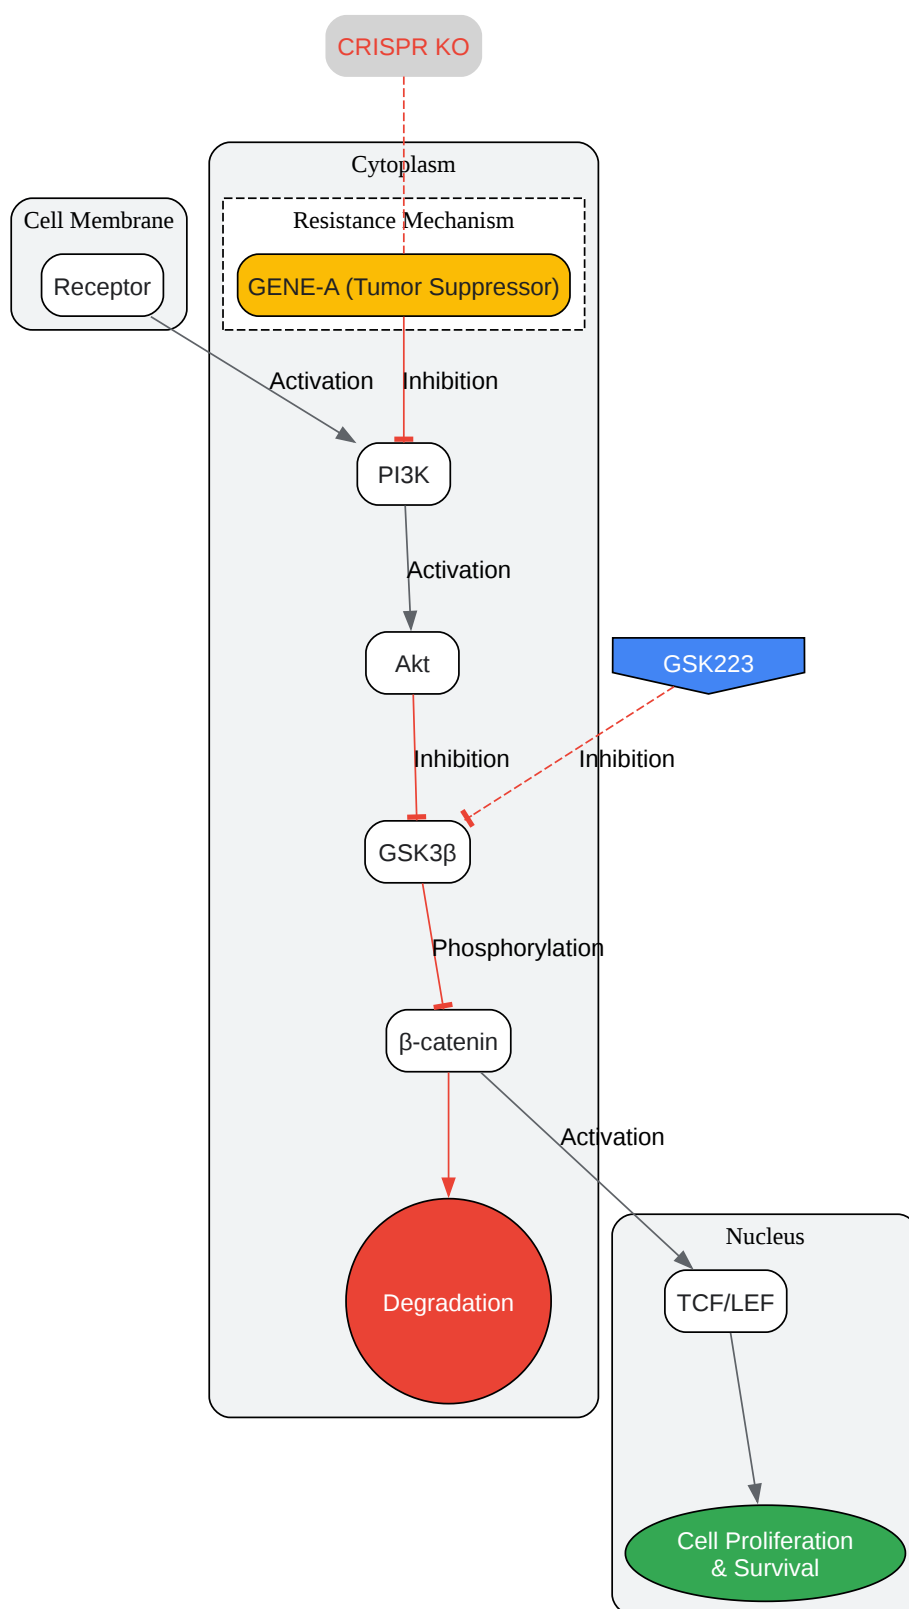 CRISPR KO
Cytoplasm
Cell Membrane
Resistance Mechanism
Receptor
GENE-A (Tumor Suppressor)
Activation
Inhibition
PI3K
Activation
Akt
GSK223
Inhibition
Inhibition
GSK3β
Phosphorylation
β-catenin
Activation
Nucleus
Degradation
TCF/LEF
Cell Proliferation
& Survival